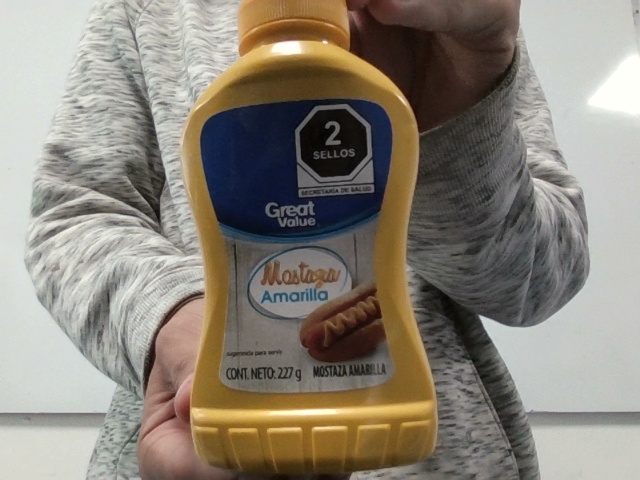 2
SELLOS
SECRETARÍA DE SALUD
Great
Value
Mostaza
Amarilla
sugerencia para servir
CONT. NETO: 227 g MOSTAZA AMARILLA